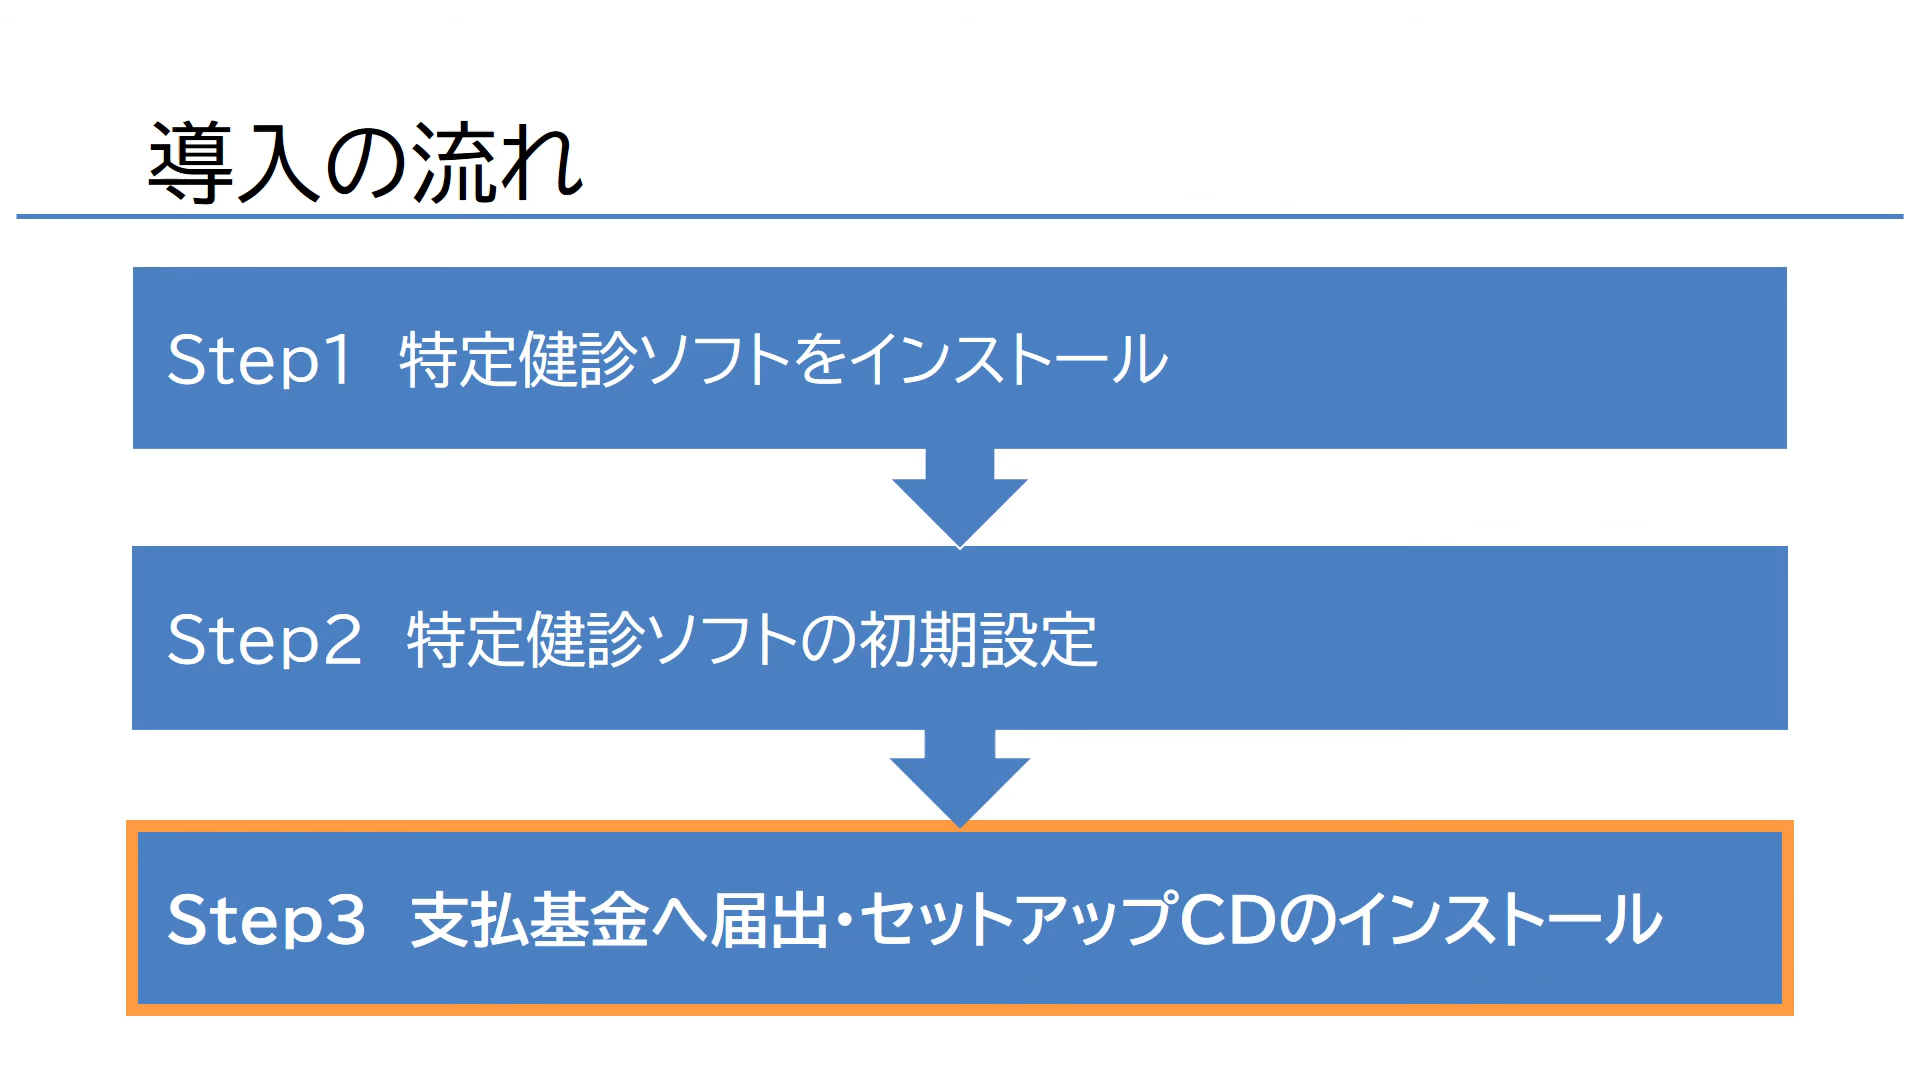 導入の流れ
Step1 特定健診ソフトをインストール
Step2 特定健診ソフトの初期設定
Step3 支払基金へ届出・セットアップCDのインストール